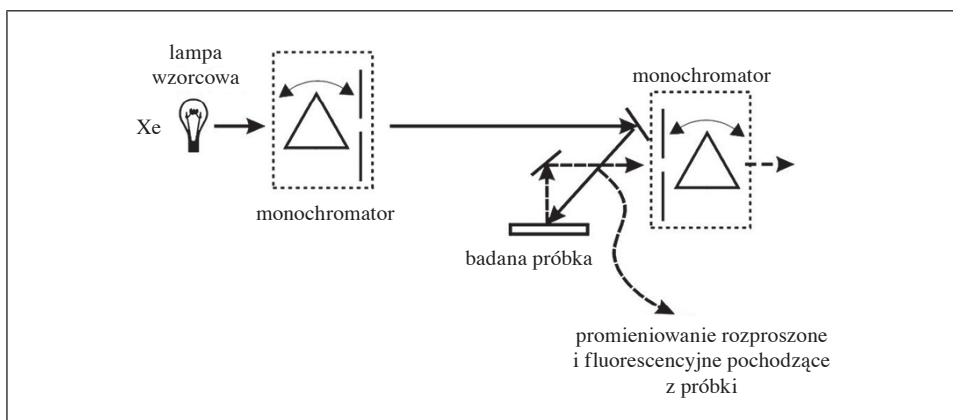 lampa
wzorcowa
Xe
monochromator
monochromator
badana próbka
promieniowanie rozproszone
i fluorescencyjne pochodzące
z próbki